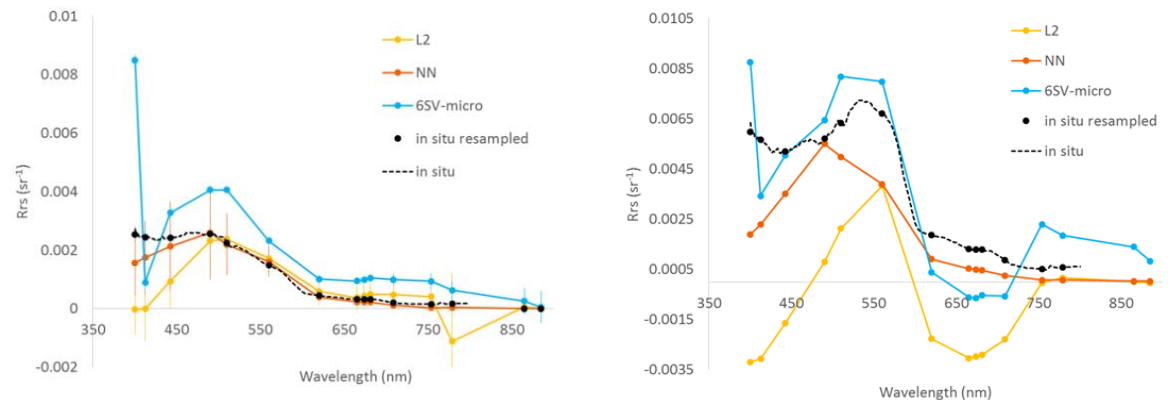 0.01
0.008
0.006
0.004
0.002
0
-0.002
Rrs (sr⁻¹)
350
450
550
650
750
850
Wavelength (nm)
L2
NN
6SV-micro
in situ resampled
in situ
0.0105
0.0085
0.0065
0.0045
0.0025
0.0005
-0.0015
-0.0035
Rrs (sr⁻¹)
350
450
550
650
750
850
Wavelength (nm)
L2
NN
6SV-micro
in situ resampled
in situ